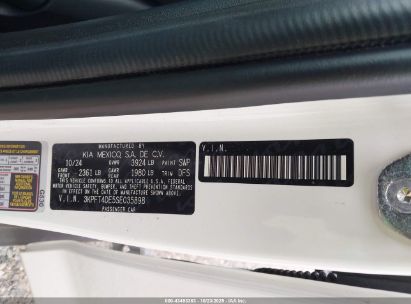 MANUFACTURED BY
KIA MEXICO, S.A. DE C.V.
10/24 GVWR 3924 LB PAINT SWP
GAWR FRONT 2361 LB GAWR REAR 1980 LB TRIM DFS
THIS VEHICLE CONFORMS TO ALL APPLICABLE U.S. FEDERAL
MOTOR VEHICLE SAFETY, BUMPER, AND THEFT PREVENTION
STANDARDS IN EFFECT ON THE DATE OF MANUFACTURE
SHOWN ABOVE.
V.I.N. 3KPFT4DE5SE035898
PASSENGER CAR
V.I.N.